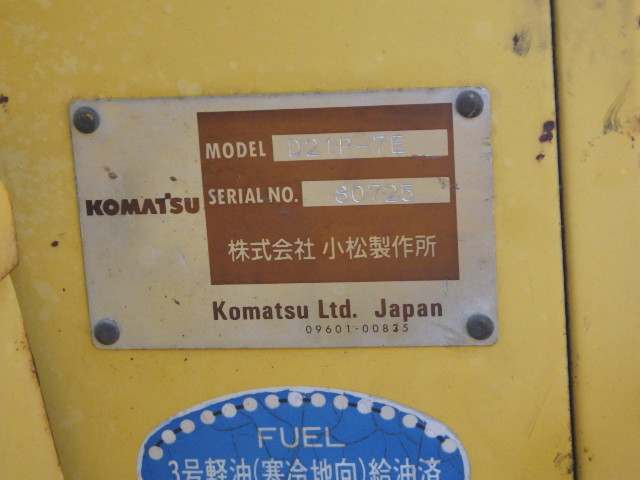 MODEL D21P-7E
KOMATSU SERIAL NO. 80725
株式会社 小松製作所
Komatsu Ltd. Japan
09601-00835
FUEL
3号軽油(寒冷地向)給油済